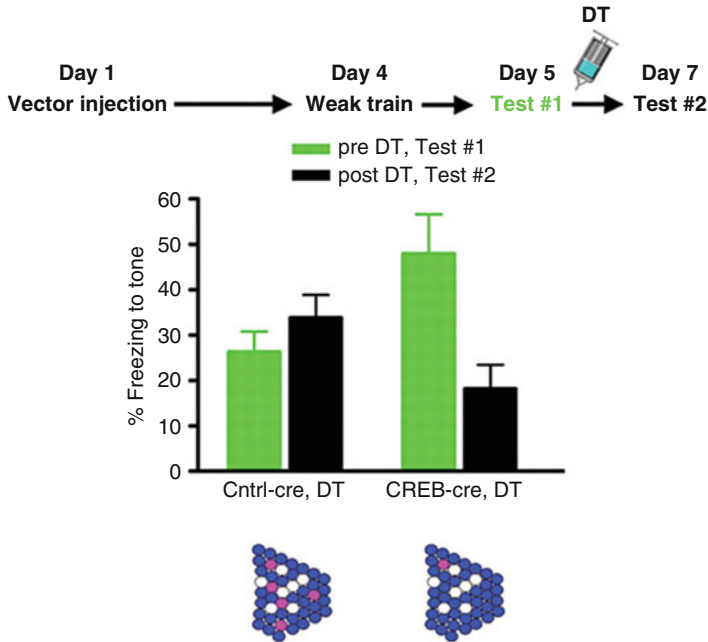 DT
Day 1 Day 4 Day 5 Day 7
Vector injection Weak train Test #1 Test #2
pre DT, Test #1
post DT, Test #2
% Freezing to tone
60
50
40
30
20
10
0
Cntrl-cre, DT CREB-cre, DT